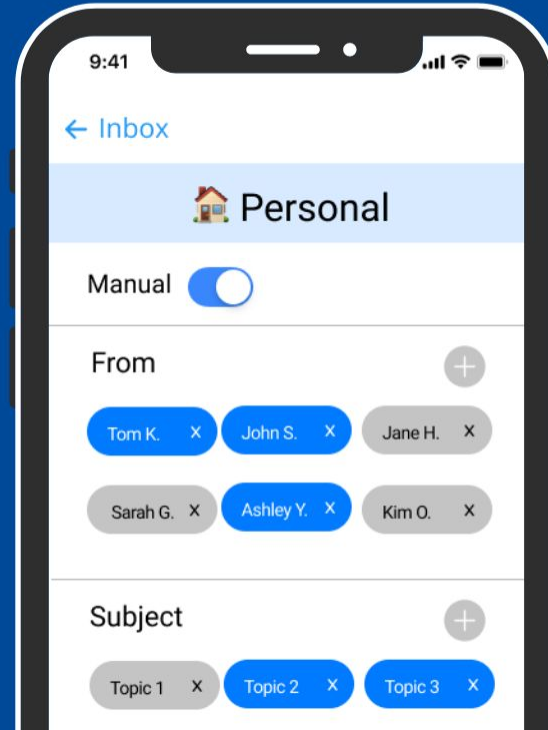 9:41
← Inbox
Personal
Manual
From
Tom K. X John S. X Jane H. X
Sarah G. X Ashley Y. X Kim O. X
Subject
Topic 1 X Topic 2 X Topic 3 X